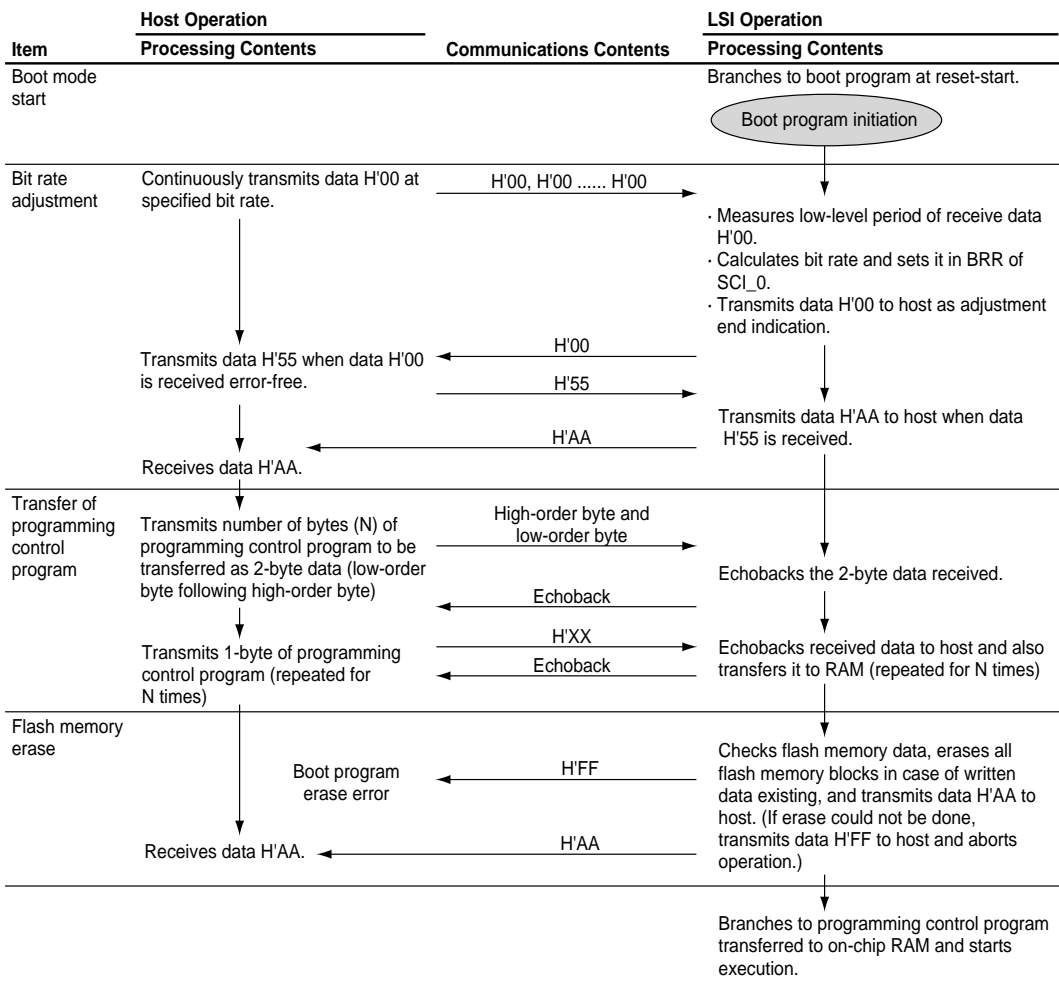 Host Operation
LSI Operation
Item
Processing Contents
Communications Contents
Processing Contents
Boot mode
start
Branches to boot program at reset-start.
Boot program initiation
Bit rate
adjustment
Continuously transmits data H'00 at
specified bit rate.
H'00, H'00 ...... H'00
· Measures low-level period of receive data
H'00.
· Calculates bit rate and sets it in BRR of
SCI_0.
· Transmits data H'00 to host as adjustment
end indication.
H'00
Transmits data H'55 when data H'00
is received error-free.
H'55
Transmits data H'AA to host when data
H'55 is received.
H'AA
Receives data H'AA.
Transfer of
programming
control
program
Transmits number of bytes (N) of
programming control program to be
transferred as 2-byte data (low-order
byte following high-order byte)
High-order byte and
low-order byte
Echobacks the 2-byte data received.
Echoback
Transmits 1-byte of programming
control program (repeated for
N times)
H'XX
Echoback
Echobacks received data to host and also
transfers it to RAM (repeated for N times)
Flash memory
erase
Checks flash memory data, erases all
flash memory blocks in case of written
data existing, and transmits data H'AA to
host. (If erase could not be done,
transmits data H'FF to host and aborts
operation.)
Boot program
erase error
H'FF
Receives data H'AA.
H'AA
Branches to programming control program
transferred to on-chip RAM and starts
execution.